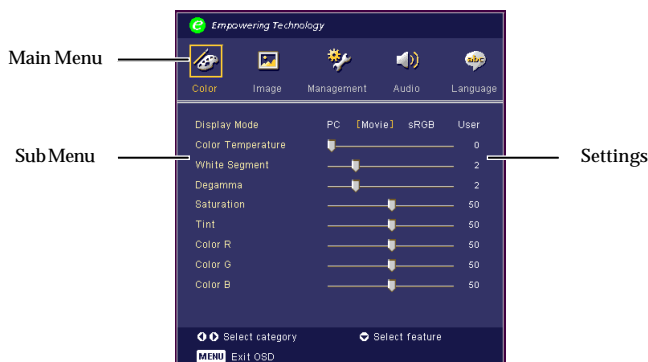 e Empowering Technology
Main Menu
Color Image Management abc Audio Language
Display Mode PC [Movie] sRGB User
Color Temperature 0
Sub Menu
White Segment 2
Settings
Degamma 2
Saturation 50
Tint 50
Color R 50
Color G 50
Color B 50
Select category Select feature
MENU Exit OSD